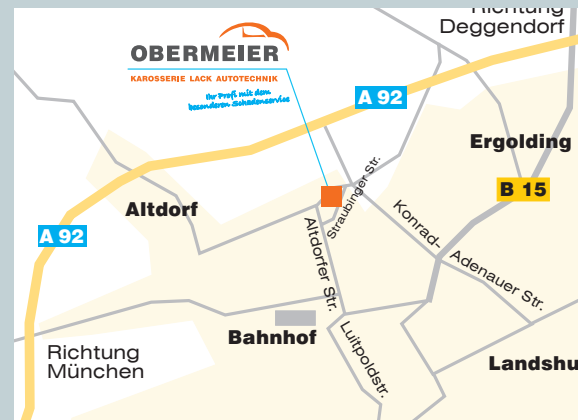 Richtung
Deggendorf
OBERMEIER
KAROSSERIE LACK AUTOTECHNIK
Ihr Profi mit dem
besonderen Schadenservice
A 92
Ergolding
B 15
Straubinger Str.
Altdorf
Konrad-
Adenauer Str.
A 92
Altdorfer Str.
Bahnhof
Luitpoldstr.
Richtung
München
Landshu